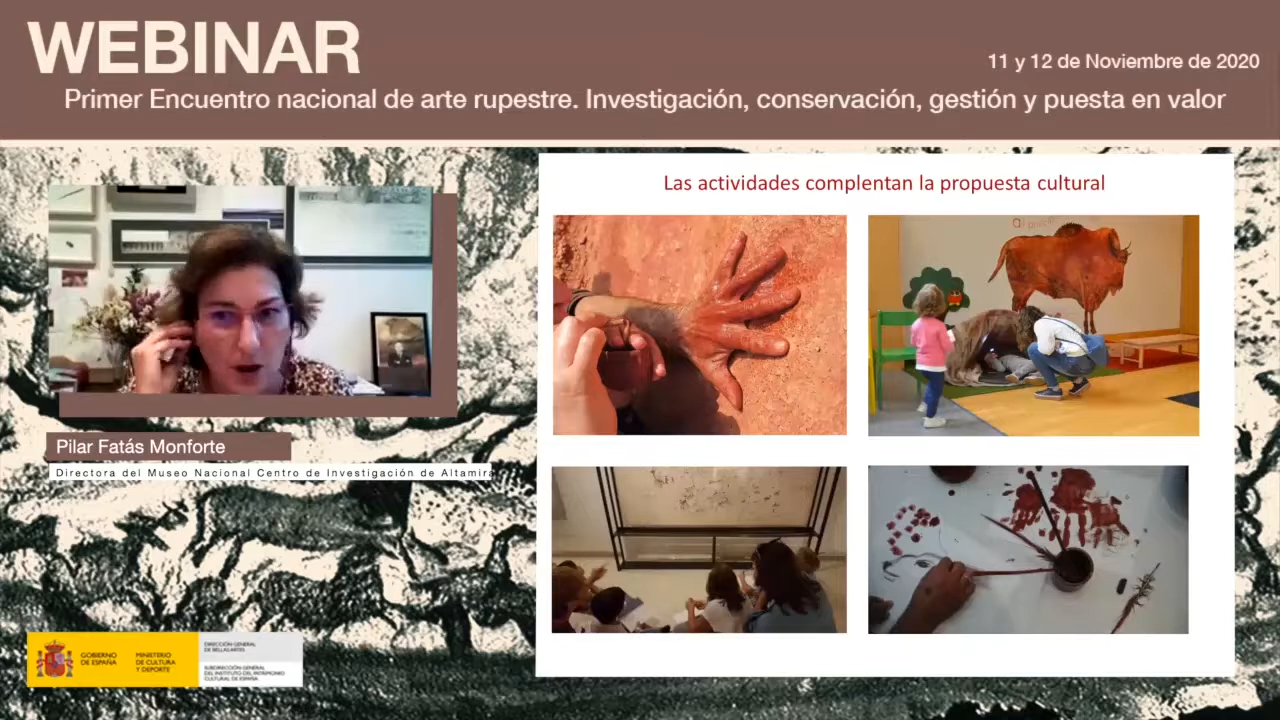 WEBINAR
11 y 12 de Noviembre de 2020
Primer Encuentro nacional de arte rupestre. Investigación, conservación, gestión y puesta en valor
Las actividades complentan la propuesta cultural
Pilar Fatás Monforte
Directora del Museo Nacional Centro de Investigación de Altamira
GOBIERNO
DE ESPAÑA
MINISTERIO
DE CULTURA
Y DEPORTE
DIRECCIÓN GENERAL
DE BELLAS ARTES
SUBDIRECCIÓN GENERAL
DEL INSTITUTO DEL PATRIMONIO
CULTURAL DE ESPAÑA